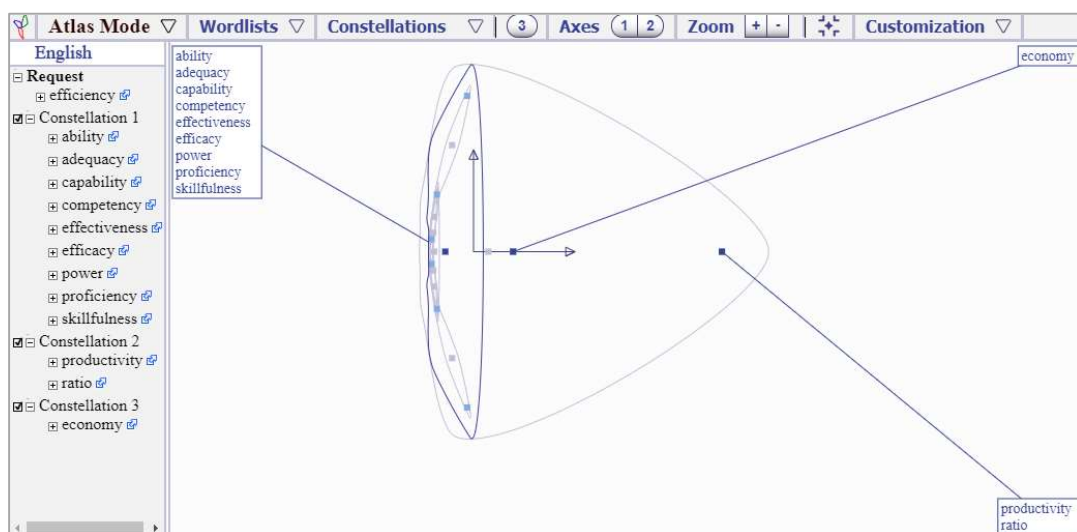 Atlas Mode Wordlists Constellations 3 Axes 1 2 Zoom + - Customization
English
Request
efficiency
Constellation 1
ability
adequacy
capability
competency
effectiveness
efficacy
power
proficiency
skillfulness
Constellation 2
productivity
ratio
Constellation 3
economy
ability
adequacy
capability
competency
effectiveness
efficacy
power
proficiency
skillfulness
economy
productivity
ratio